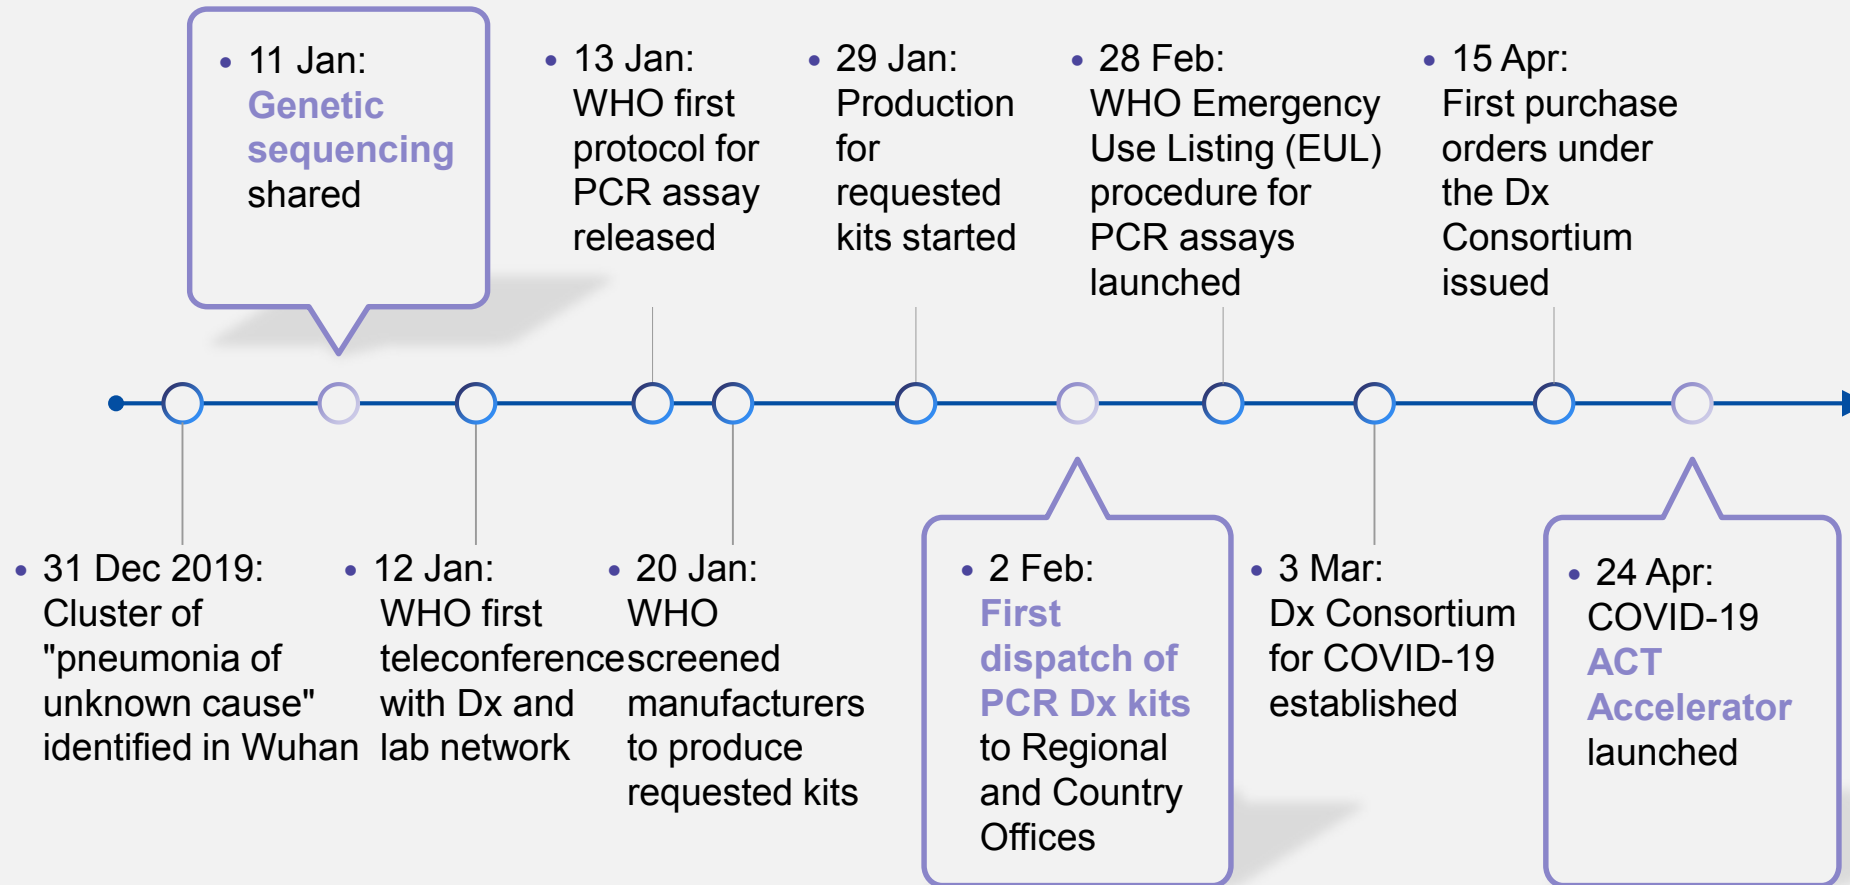 • 11 Jan:
Genetic
sequencing
shared
• 13 Jan:
WHO first
protocol for
PCR assay
released
• 29 Jan:
Production
for
requested
kits started
• 28 Feb:
WHO Emergency
Use Listing (EUL)
procedure for
PCR assays
launched
• 15 Apr:
First purchase
orders under
the Dx
Consortium
issued
• 31 Dec 2019:
Cluster of
"pneumonia of
unknown cause"
identified in Wuhan
• 12 Jan:
WHO first
teleconference
with Dx and
lab network
• 20 Jan:
WHO
screened
manufacturers
to produce
requested kits
• 2 Feb:
First
dispatch of
PCR Dx kits
to Regional
and Country
Offices
• 3 Mar:
Dx Consortium
for COVID-19
established
• 24 Apr:
COVID-19
ACT
Accelerator
launched